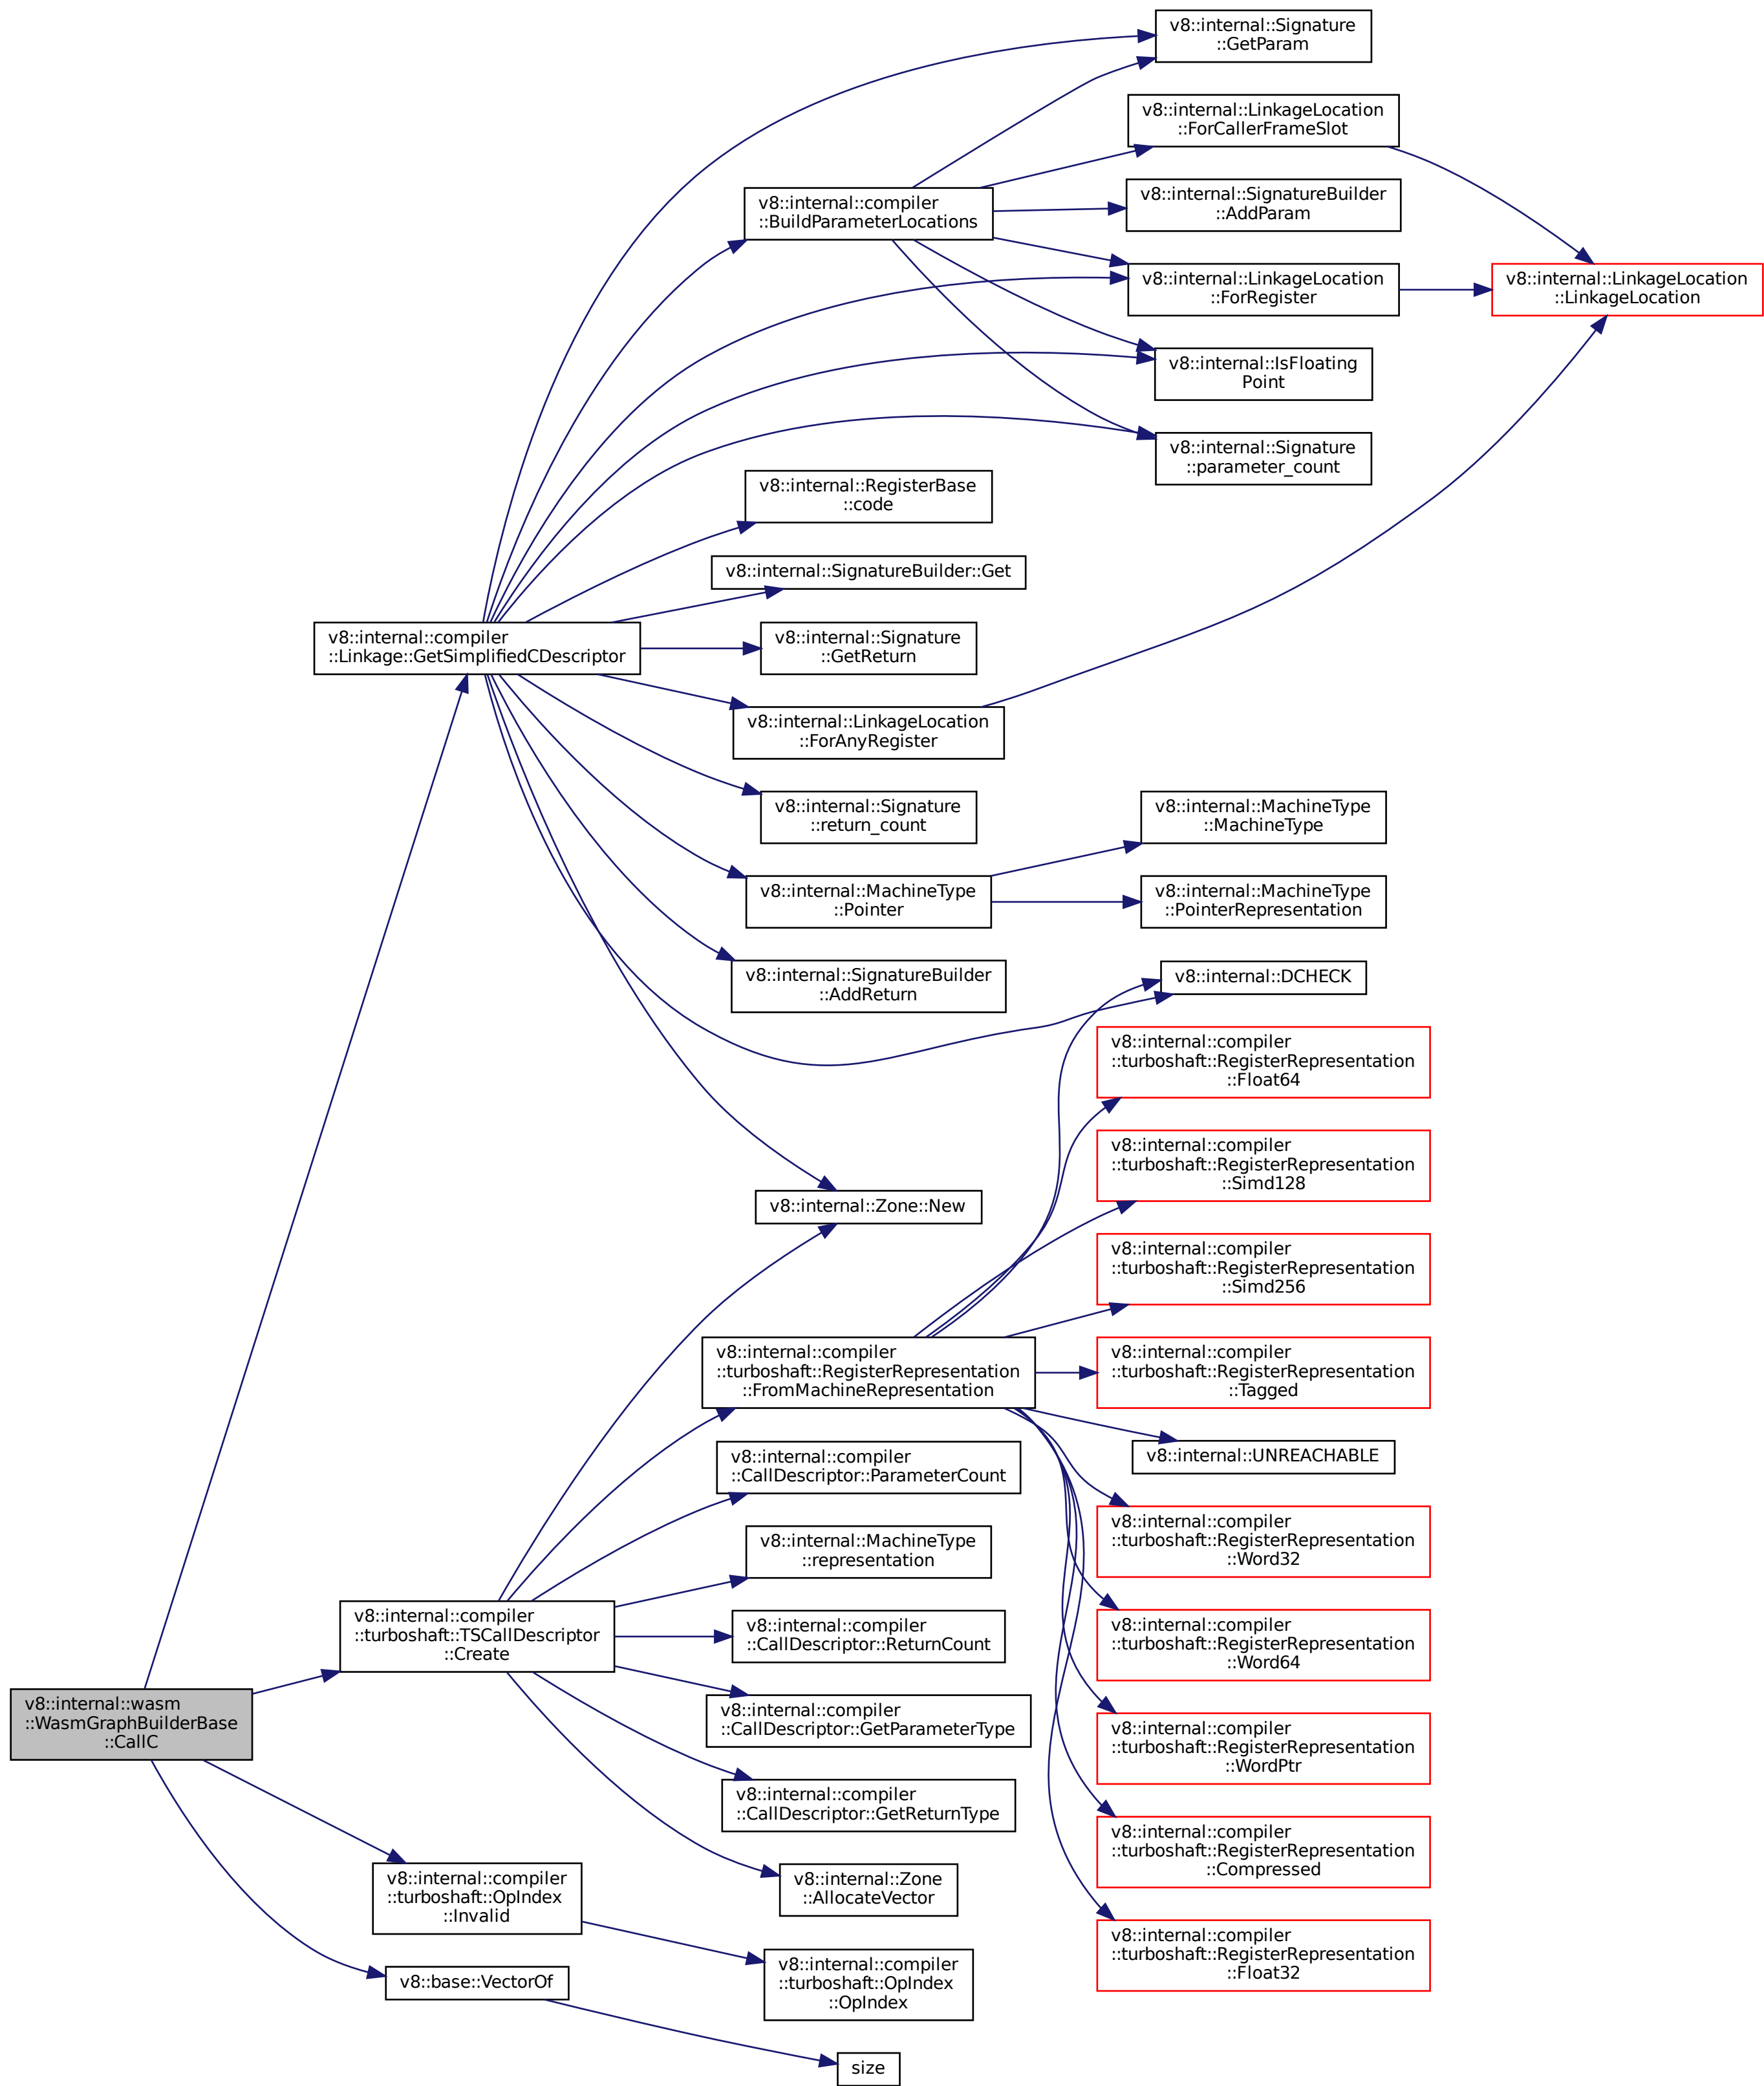 v8::internal::Signature
::GetParam
v8::internal::LinkageLocation
::ForCallerFrameSlot
v8::internal::compiler
::BuildParameterLocations
v8::internal::SignatureBuilder
::AddParam
v8::internal::LinkageLocation
::ForRegister
v8::internal::LinkageLocation
::LinkageLocation
v8::internal::IsFloating
Point
v8::internal::Signature
::parameter_count
v8::internal::RegisterBase
::code
v8::internal::SignatureBuilder::Get
v8::internal::compiler
::Linkage::GetSimplifiedCDescriptor
v8::internal::Signature
::GetReturn
v8::internal::LinkageLocation
::ForAnyRegister
v8::internal::Signature
::return_count
v8::internal::MachineType
::MachineType
v8::internal::MachineType
::Pointer
v8::internal::MachineType
::PointerRepresentation
v8::internal::SignatureBuilder
::AddReturn
v8::internal::DCHECK
v8::internal::compiler
::turboshaft::RegisterRepresentation
::Float64
v8::internal::compiler
::turboshaft::RegisterRepresentation
::Simd128
v8::internal::Zone::New
v8::internal::compiler
::turboshaft::RegisterRepresentation
::Simd256
v8::internal::compiler
::turboshaft::RegisterRepresentation
::FromMachineRepresentation
v8::internal::compiler
::turboshaft::RegisterRepresentation
::Tagged
v8::internal::UNREACHABLE
v8::internal::compiler
::CallDescriptor::ParameterCount
v8::internal::compiler
::turboshaft::RegisterRepresentation
::Word32
v8::internal::MachineType
::representation
v8::internal::compiler
::turboshaft::TSCallDescriptor
::Create
v8::internal::compiler
::CallDescriptor::ReturnCount
v8::internal::compiler
::turboshaft::RegisterRepresentation
::Word64
v8::internal::wasm
::WasmGraphBuilderBase
::CallC
v8::internal::compiler
::CallDescriptor::GetParameterType
v8::internal::compiler
::turboshaft::RegisterRepresentation
::WordPtr
v8::internal::compiler
::CallDescriptor::GetReturnType
v8::internal::compiler
::turboshaft::RegisterRepresentation
::Compressed
v8::internal::compiler
::turboshaft::OpIndex
::Invalid
v8::internal::Zone
::AllocateVector
v8::internal::compiler
::turboshaft::RegisterRepresentation
::Float32
v8::base::VectorOf
v8::internal::compiler
::turboshaft::OpIndex
::OpIndex
size